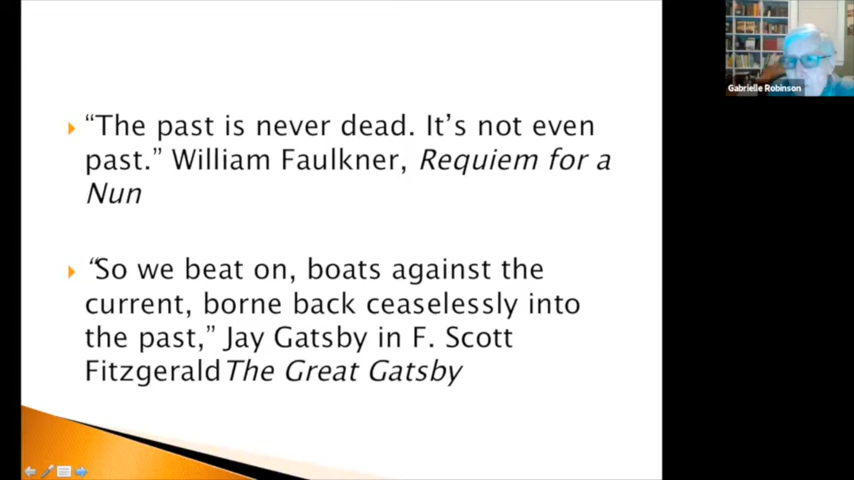 “The past is never dead. It’s not even
past.” William Faulkner, Requiem for a
Nun
“So we beat on, boats against the
current, borne back ceaselessly into
the past,” Jay Gatsby in F. Scott
Fitzgerald The Great Gatsby
Gabrielle Robinson